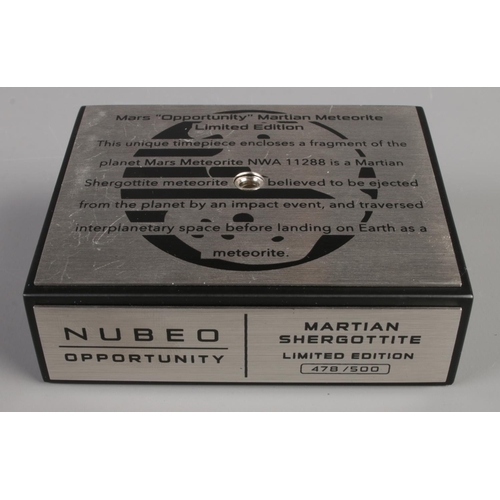 Mars "Opportunity" Martian Meteorite
Limited Edition
This unique timepiece encloses a fragment of the
planet Mars Meteorite NWA 11288 is a Martian
Shergottite meteorite believed to be ejected
from the planet by an impact event, and traversed
interplanetary space before landing on Earth as a
meteorite.
NUBEO
OPPORTUNITY
MARTIAN
SHERGOTTITE
LIMITED EDITION
478/500